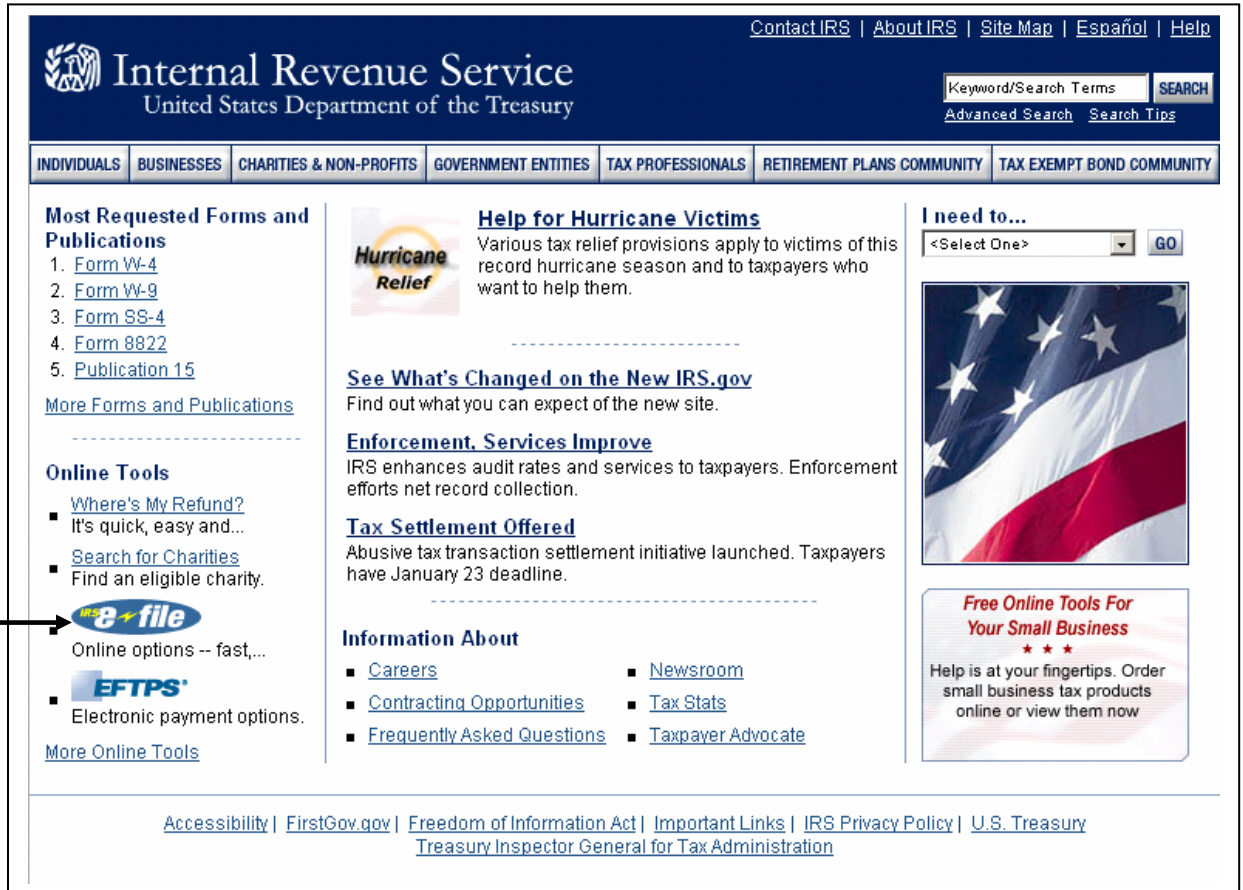 Contact IRS | About IRS | Site Map | Español | Help
Internal Revenue Service
United States Department of the Treasury
Keyword/Search Terms SEARCH
Advanced Search Search Tips
INDIVIDUALS BUSINESSES CHARITIES & NON-PROFITS GOVERNMENT ENTITIES TAX PROFESSIONALS RETIREMENT PLANS COMMUNITY TAX EXEMPT BOND COMMUNITY
Most Requested Forms and
Publications
1. Form W-4
2. Form W-9
3. Form SS-4
4. Form 8822
5. Publication 15
More Forms and Publications
Online Tools
Where's My Refund?
It's quick, easy and...
Search for Charities
Find an eligible charity.
IRS e-file
Online options -- fast,...
EFTPS
Electronic payment options.
More Online Tools
Hurricane
Relief
Help for Hurricane Victims
Various tax relief provisions apply to victims of this
record hurricane season and to taxpayers who
want to help them.
See What's Changed on the New IRS.gov
Find out what you can expect of the new site.
Enforcement, Services Improve
IRS enhances audit rates and services to taxpayers. Enforcement
efforts net record collection.
Tax Settlement Offered
Abusive tax transaction settlement initiative launched. Taxpayers
have January 23 deadline.
Information About
Careers
Contracting Opportunities
Frequently Asked Questions
Newsroom
Tax Stats
Taxpayer Advocate
I need to...
<Select One> GO
Free Online Tools For
Your Small Business
Help is at your fingertips. Order
small business tax products
online or view them now
Accessibility | FirstGov.gov | Freedom of Information Act | Important Links | IRS Privacy Policy | U.S. Treasury
Treasury Inspector General for Tax Administration